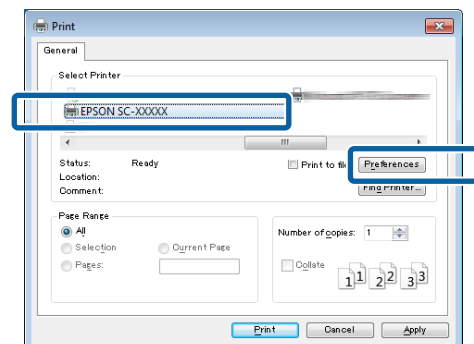 Print
General
Select Printer
EPSON SC-XXXXX
Status: Ready
Print to fil
Preferences
Location:
Comment:
Find Printer...
Page Range
All
Selection
Current Page
Pages:
Number of copies: 1
Collate
1 1 2 2 3 3
Print Cancel Apply